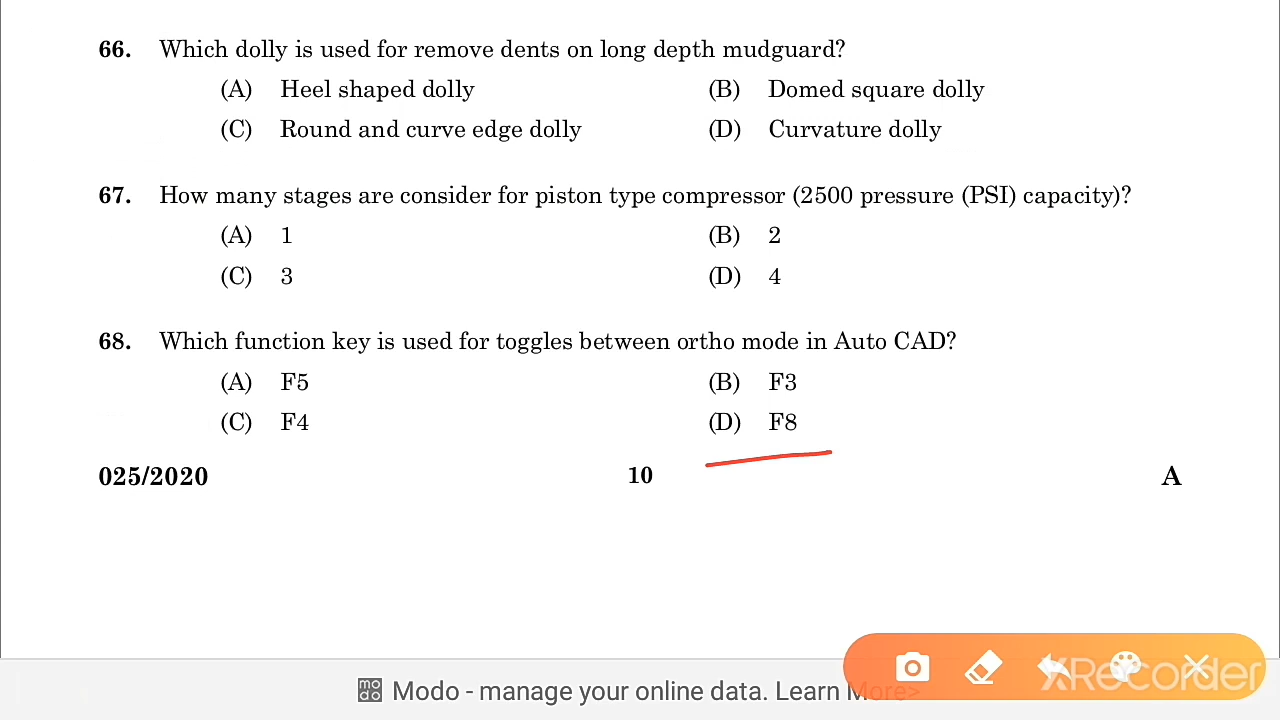 66. Which dolly is used for remove dents on long depth mudguard?
(A) Heel shaped dolly (B) Domed square dolly
(C) Round and curve edge dolly (D) Curvature dolly
67. How many stages are consider for piston type compressor (2500 pressure (PSI) capacity)?
(A) 1 (B) 2
(C) 3 (D) 4
68. Which function key is used for toggles between ortho mode in Auto CAD?
(A) F5 (B) F3
(C) F4 (D) F8
025/2020 10 A
mo do Modo - manage your online data. Learn More>
XRecorder